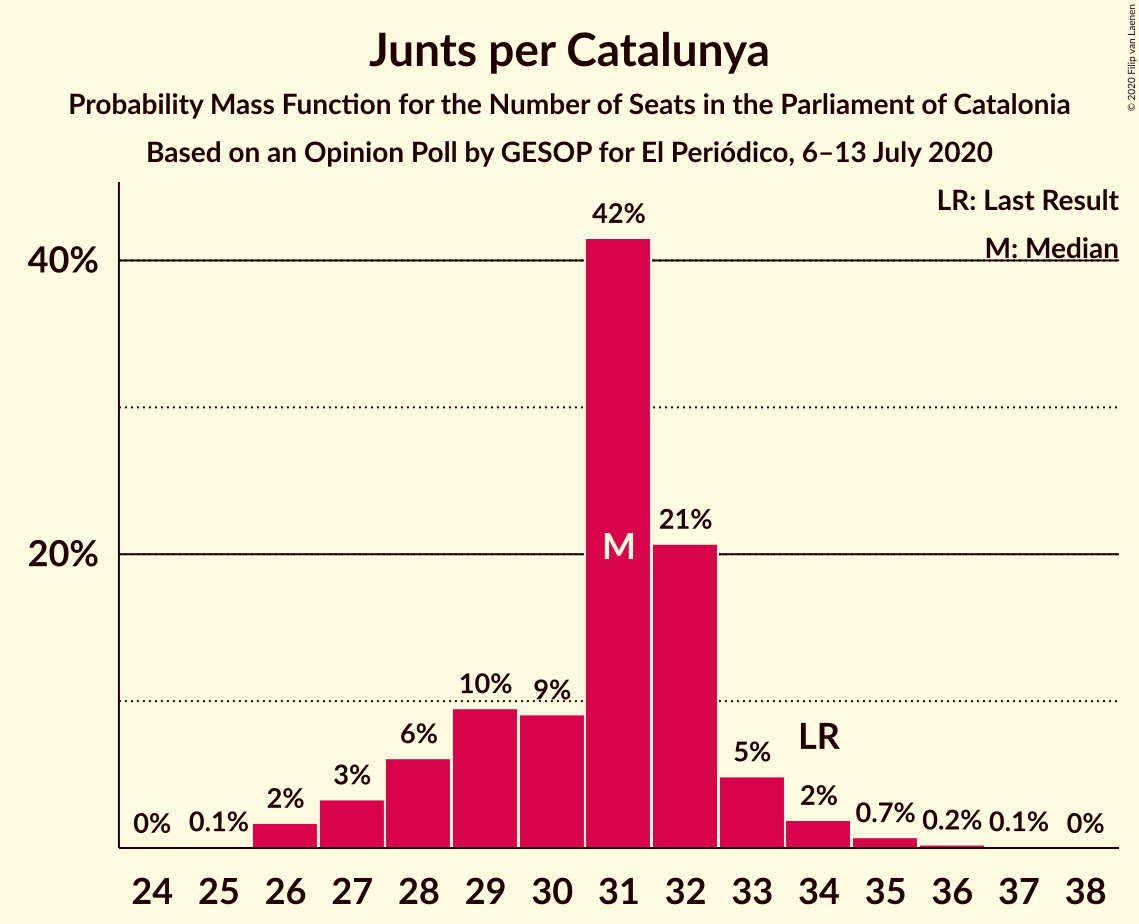 Junts per Catalunya
Probability Mass Function for the Number of Seats in the Parliament of Catalonia
Based on an Opinion Poll by GESOP for El Periódico, 6–13 July 2020
© 2020 Filip van Laenen
LR: Last Result
M: Median
40%
20%
0%
0.1%
2%
3%
6%
10%
9%
42%
M
21%
5%
LR
2%
0.7%
0.2%
0.1%
0%
24 25 26 27 28 29 30 31 32 33 34 35 36 37 38